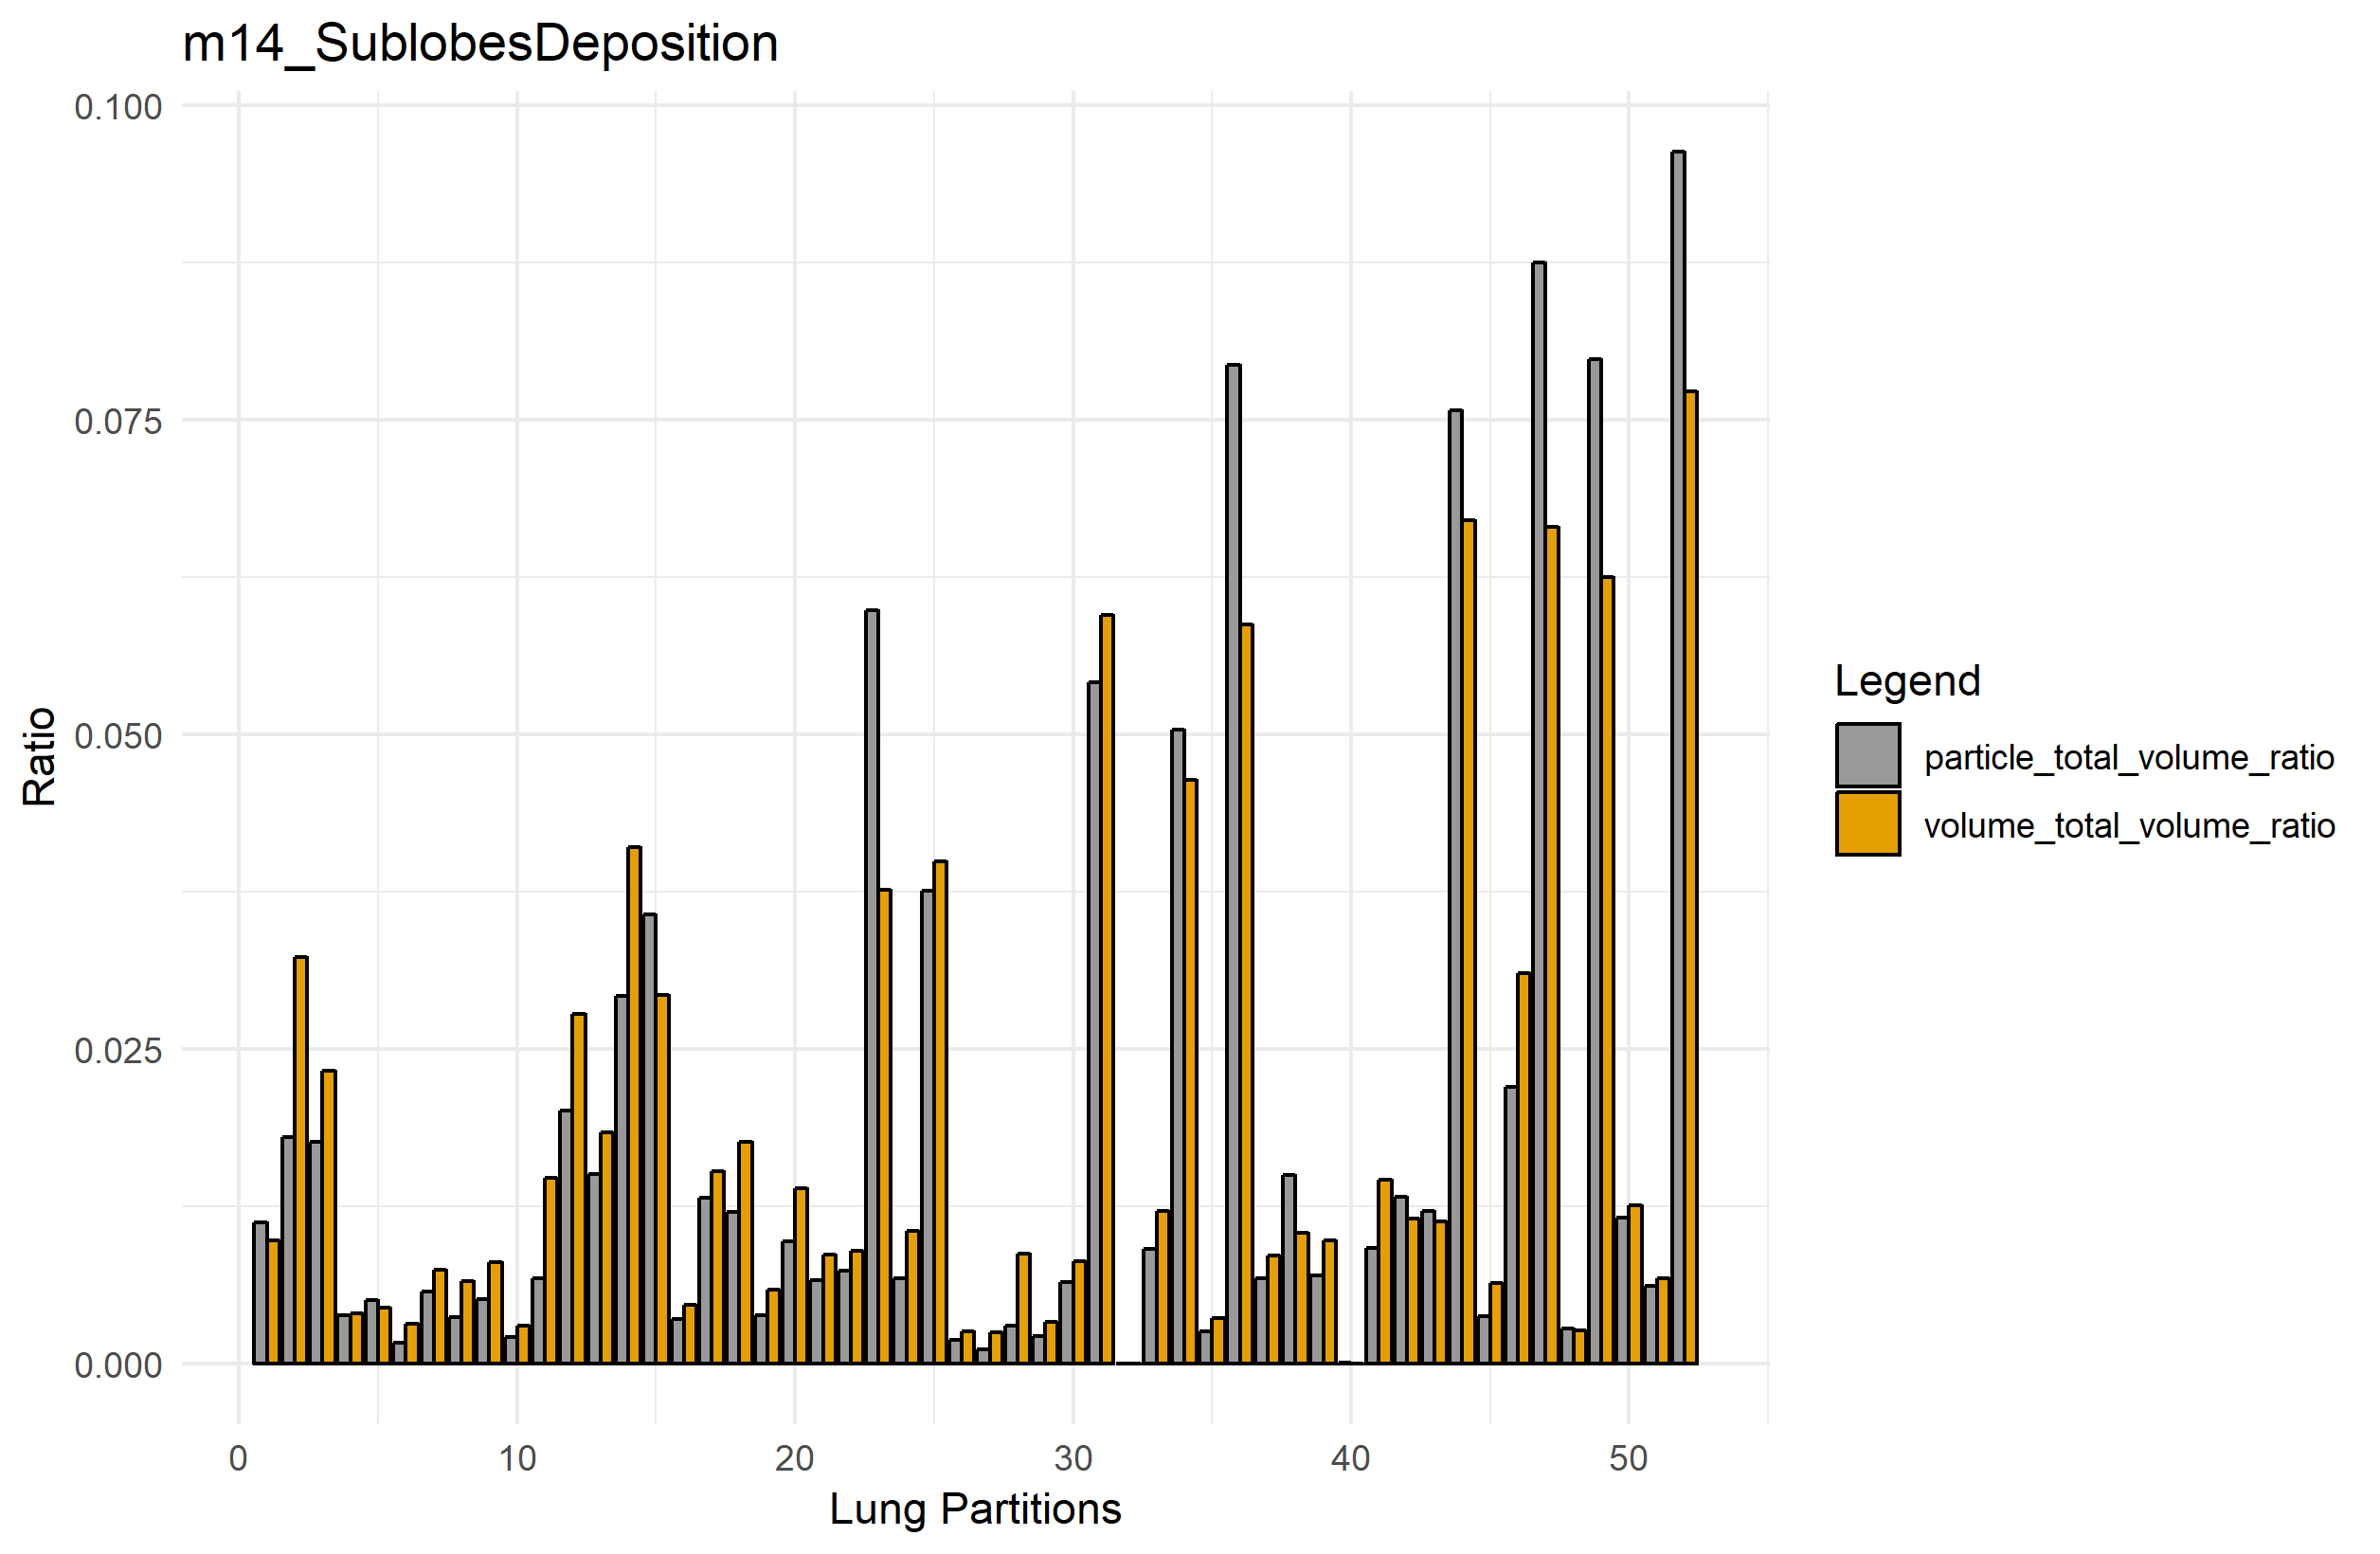 m14_SublobesDeposition
0.100
0.075
0.050
0.025
0.000
Ratio
0 10 20 30 40 50
Lung Partitions
Legend
particle_total_volume_ratio
volume_total_volume_ratio